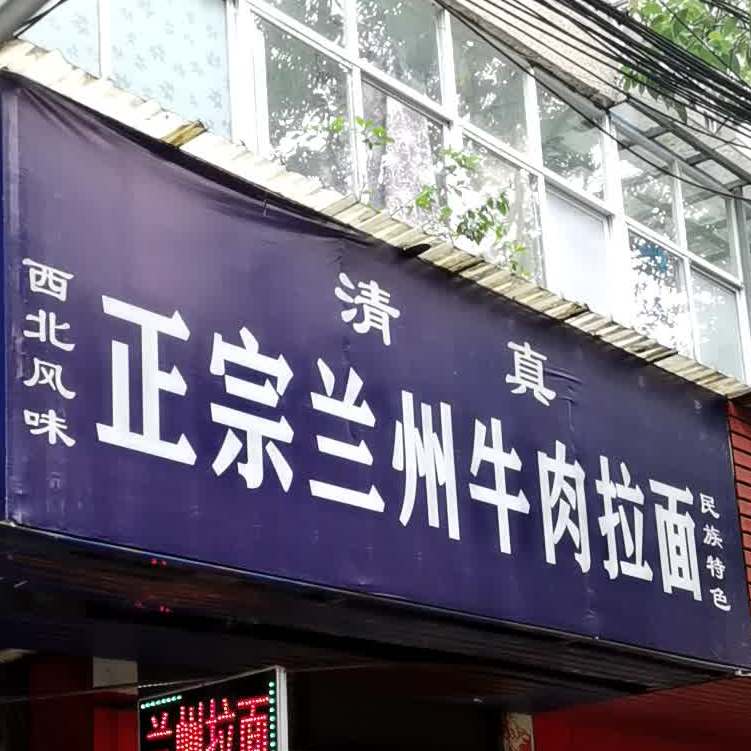 清真
西北风味
正宗兰州牛肉拉面
民族特色
兰州拉面